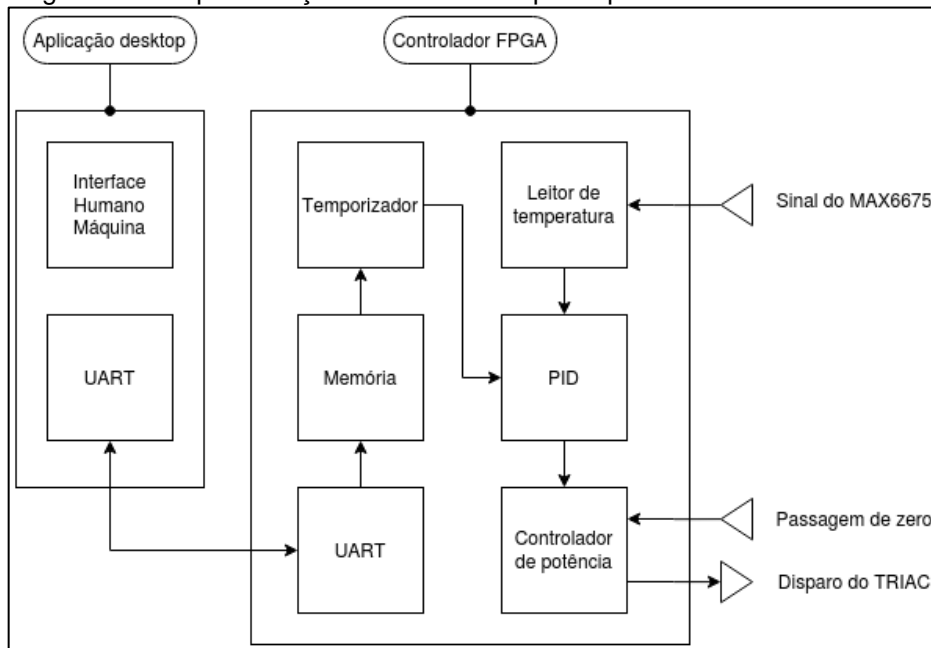 Aplicação desktop
Controlador FPGA
Interface
Humano
Máquina
Temporizador
Leitor de
temperatura
Sinal do MAX6675
UART
Memória
PID
UART
Controlador
de potência
Passagem de zero
Disparo do TRIAC